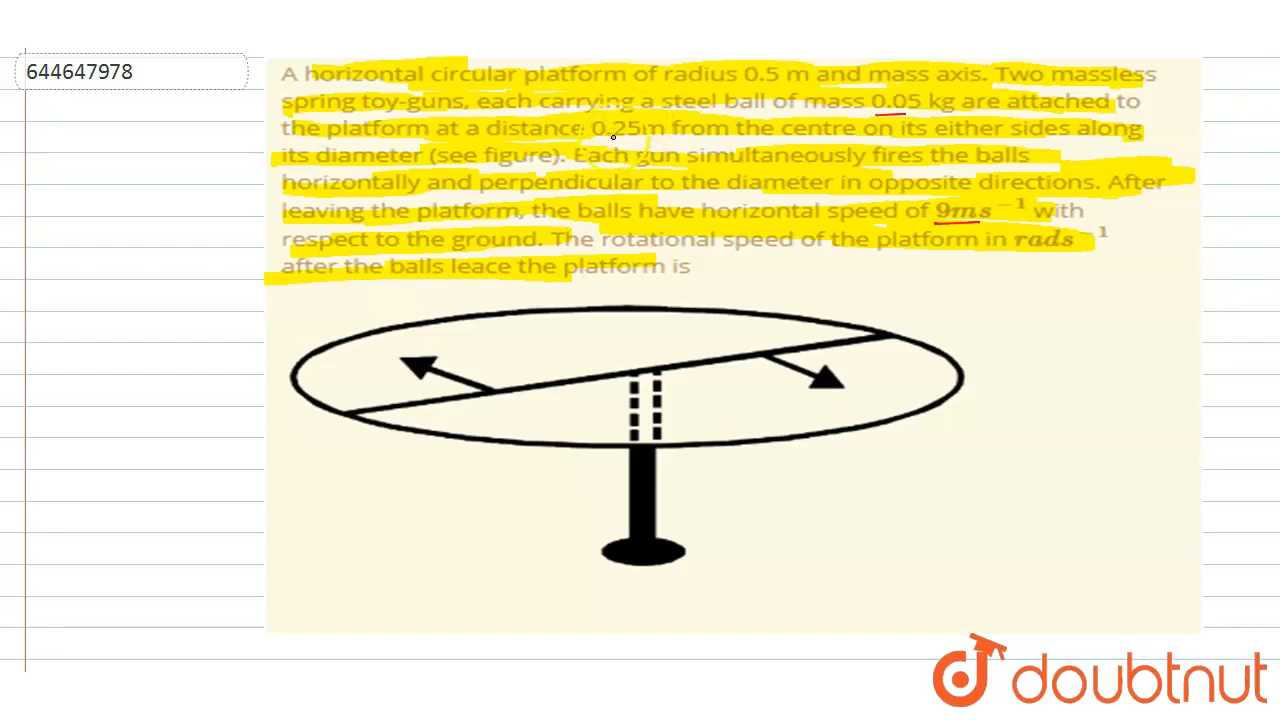 644647978
A horizontal circular platform of radius 0.5 m and mass axis. Two massless
spring toy-guns, each carrying a steel ball of mass 0.05 kg are attached to
the platform at a distance 0.25m from the centre on its either sides along
its diameter (see figure). Each gun simultaneously fires the balls
horizontally and perpendicular to the diameter in opposite directions. After
leaving the platform, the balls have horizontal speed of 9ms⁻¹ with
respect to the ground. The rotational speed of the platform in rads⁻¹
after the balls leace the platform is
doubtnut